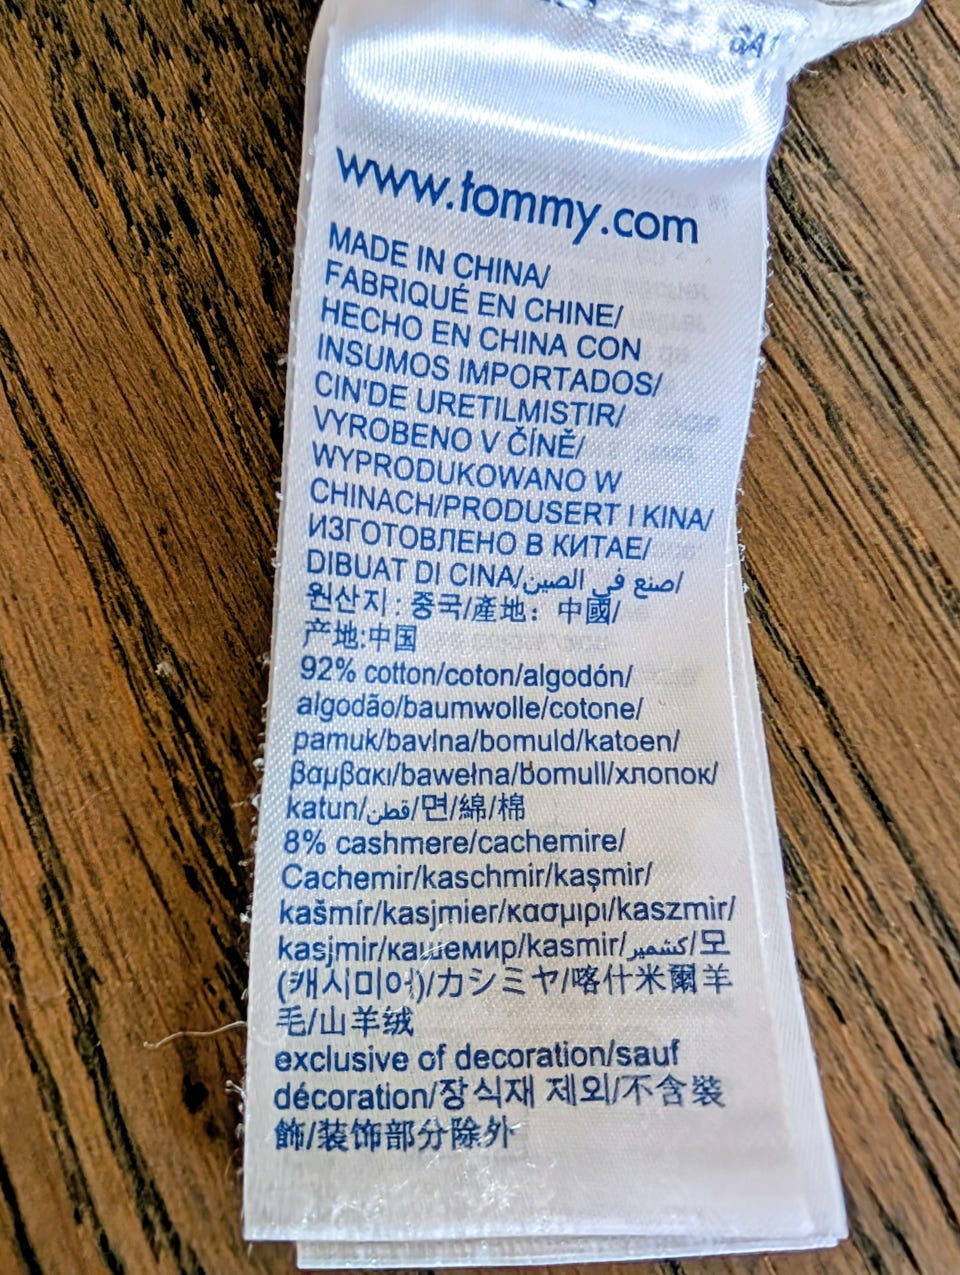 www.tommy.com
MADE IN CHINA/
FABRIQUÉ EN CHINE/
HECHO EN CHINA CON
INSUMOS IMPORTADOS/
CIN'DE URETILMISTIR/
VYROBENO V ČÍNĚ/
WYPRODUKOWANO W
CHINACH/PRODUSERT I KINA/
ИЗГОТОВЛЕНО В КИТАЕ/
DIBUAT DI CINA/صنع في الصين/
원산지 : 중국/產地：中國/
产地:中国
92% cotton/coton/algodón/
algodão/baumwolle/cotone/
pamuk/bavlna/bomuld/katoen/
βαμβακι/bawełna/bomull/хлопок/
katun/قطن/면/綿/棉
8% cashmere/cachemire/
Cachemir/kaschmir/kaşmir/
kašmír/kasjmier/κασμιρι/kaszmir/
kasjmir/кашемир/kasmir/كشمير/모
(캐시미어)/カシミヤ/喀什米爾羊
毛/山羊绒
exclusive of decoration/sauf
décoration/장식재 제외/不含裝
飾/装饰部分除外